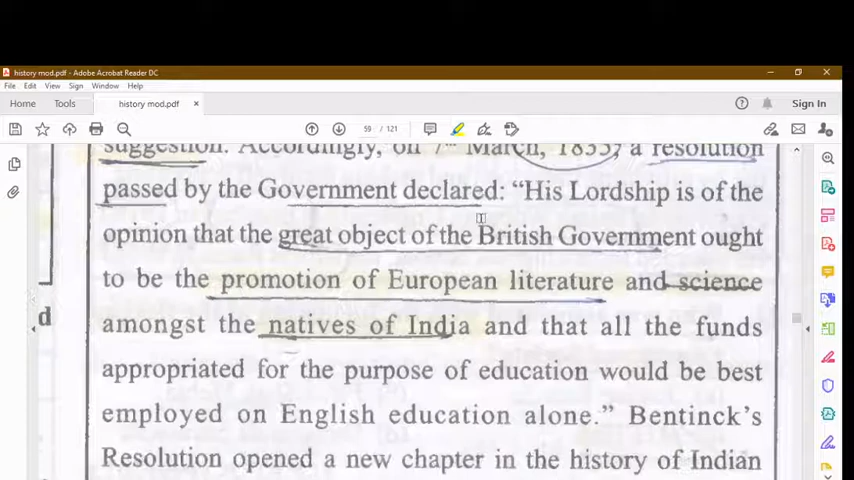 history mod.pdf - Adobe Acrobat Reader DC
File Edit View Sign Window Help
Home Tools history mod.pdf × Sign In
59 / 121
suggestion. Accordingly, on 7th March, 1835, a resolution
passed by the Government declared: “His Lordship is of the
opinion that the great object of the British Government ought
to be the promotion of European literature and science
amongst the natives of India and that all the funds
d
appropriated for the purpose of education would be best
employed on English education alone.” Bentinck’s
Resolution opened a new chapter in the history of Indian